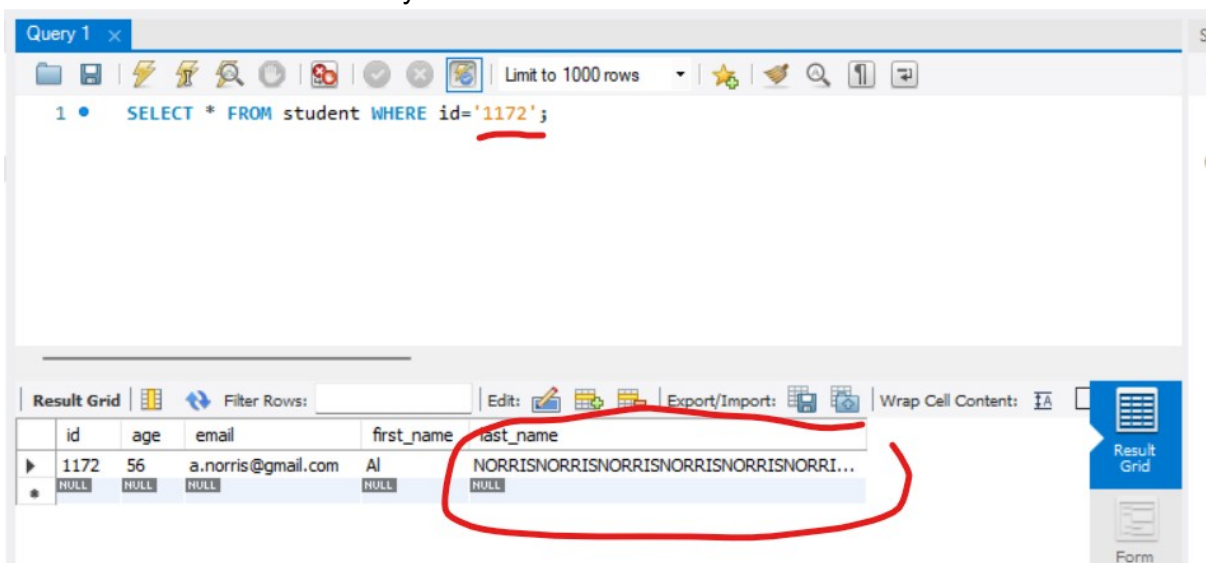 y
Query 1 ×
S
Limit to 1000 rows
1 SELECT * FROM student WHERE id='1172';
Result Grid Filter Rows: Edit: Export/Import: Wrap Cell Content: IA
id age email first_name last_name
1172 56 a.norris@gmail.com Al NORRISNORRISNORRISNORRISNORRISNORRI...
NULL NULL NULL NULL NULL
Result
Grid
Form